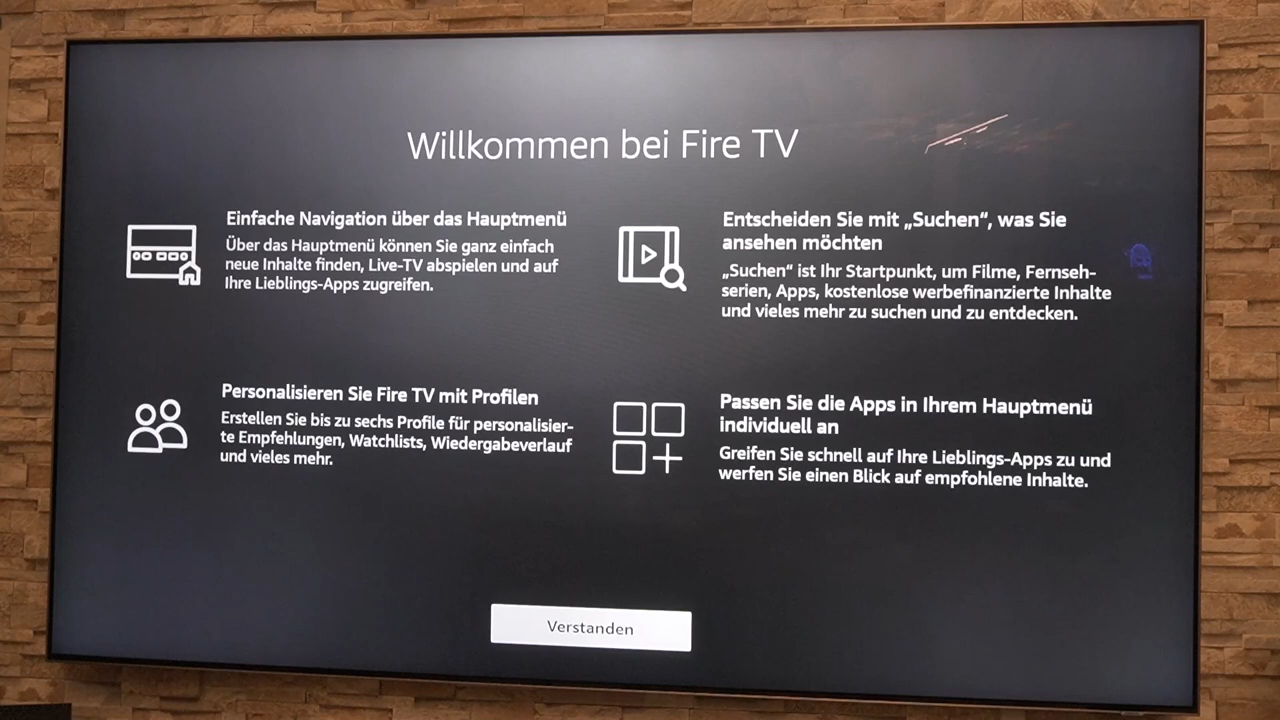 Willkommen bei Fire TV
Einfache Navigation über das Hauptmenü
Über das Hauptmenü können Sie ganz einfach
neue Inhalte finden, Live-TV abspielen und auf
Ihre Lieblings-Apps zugreifen.
Entscheiden Sie mit „Suchen“, was Sie
ansehen möchten
„Suchen“ ist Ihr Startpunkt, um Filme, Fernseh-
serien, Apps, kostenlose werbefinanzierte Inhalte
und vieles mehr zu suchen und zu entdecken.
Personalisieren Sie Fire TV mit Profilen
Erstellen Sie bis zu sechs Profile für personalisier-
te Empfehlungen, Watchlists, Wiedergabeverlauf
und vieles mehr.
Passen Sie die Apps in Ihrem Hauptmenü
individuell an
Greifen Sie schnell auf Ihre Lieblings-Apps zu und
werfen Sie einen Blick auf empfohlene Inhalte.
Verstanden